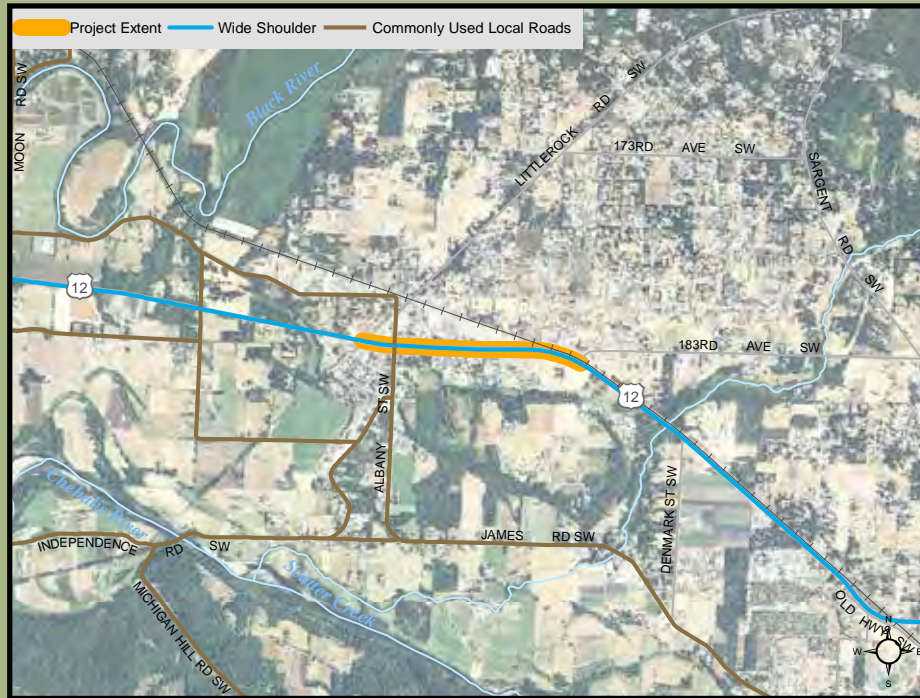 Project Extent Wide Shoulder Commonly Used Local Roads
MOON RD SW
Black River
LITTLEROCK RD SW
173RD AVE SW
SARGENT RD SW
12
183RD AVE SW
12
ALBANY ST SW
Chehalis River
INDEPENDENCE RD SW
JAMES RD SW
DENMARK ST SW
Scatter Creek
MICHIGAN HILL RD SW
OLD HWY 9 SW
N
W E
S